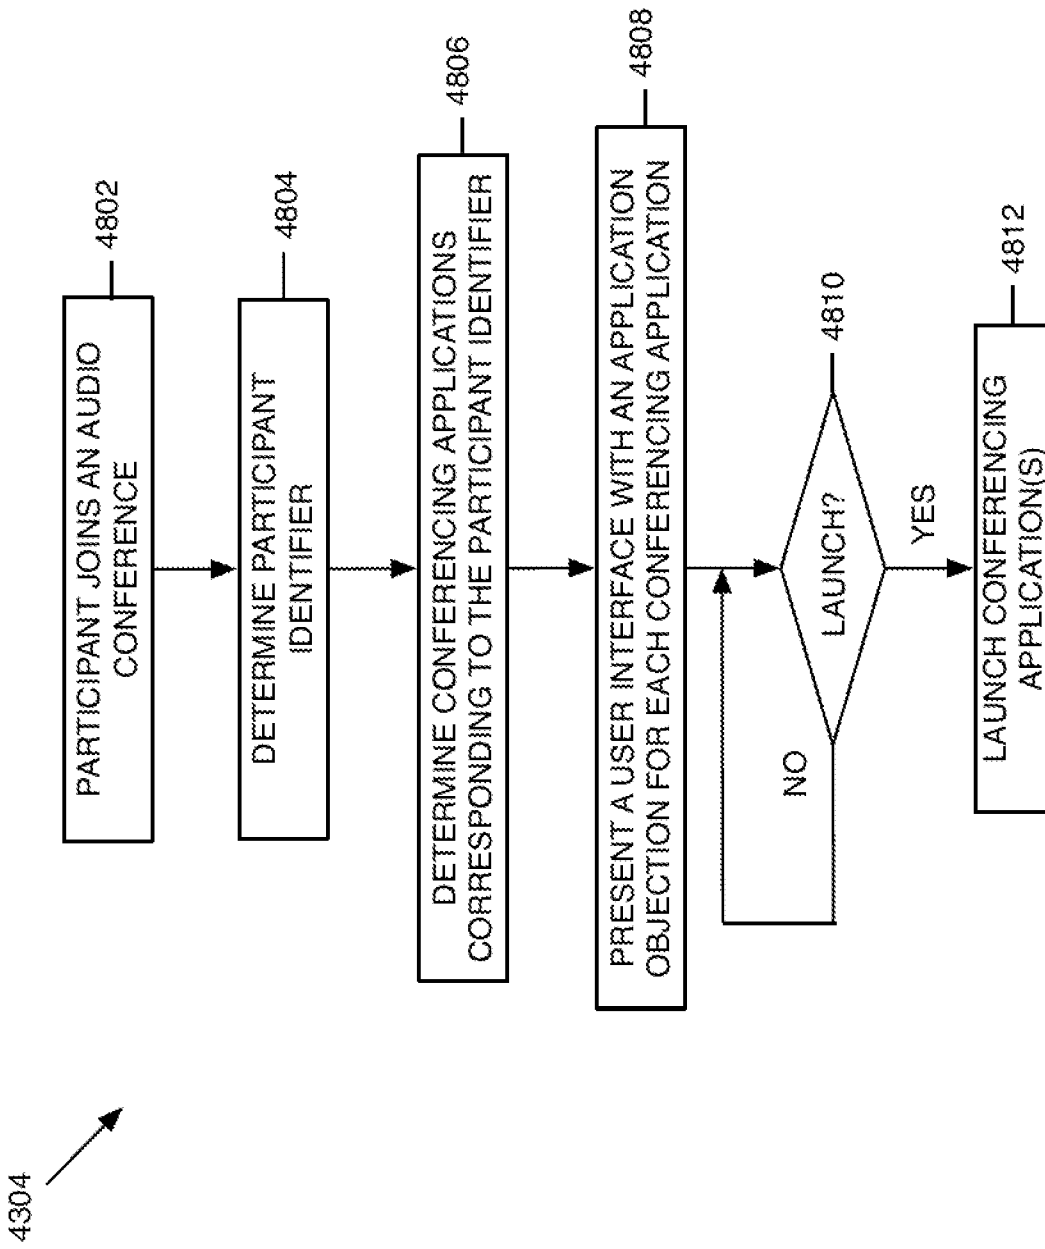 4304
PARTICIPANT JOINS AN AUDIO
CONFERENCE
4802
DETERMINE PARTICIPANT
IDENTIFIER
4804
DETERMINE CONFERENCING APPLICATIONS
CORRESPONDING TO THE PARTICIPANT IDENTIFIER
4806
PRESENT A USER INTERFACE WITH AN APPLICATION
OBJECTION FOR EACH CONFERENCING APPLICATION
4808
LAUNCH?
4810
NO
YES
LAUNCH CONFERENCING
APPLICATION(S)
4812